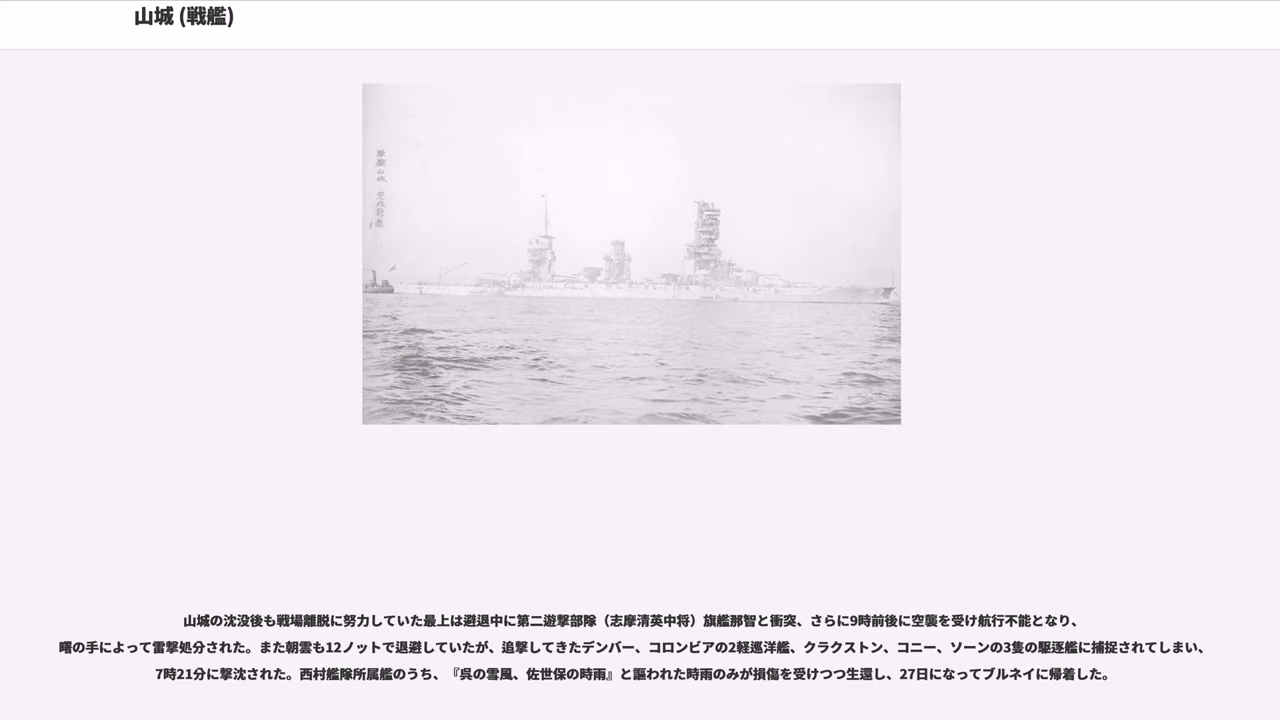 山城 (戦艦)
軍艦山城
山城の沈没後も戦場離脱に努力していた最上は避退中に第二遊撃部隊（志摩清英中将）旗艦那智と衝突、さらに9時前後に空襲を受け航行不能となり、
曙の手によって雷撃処分された。また朝雲も12ノットで退避していたが、追撃してきたデンバー、コロンビアの2軽巡洋艦、クラクストン、コニー、ソーンの3隻の駆逐艦に捕捉されてしまい、
7時21分に撃沈された。西村艦隊所属艦のうち、『呉の雪風、佐世保の時雨』と謳われた時雨のみが損傷を受けつつ生還し、27日になってブルネイに帰着した。